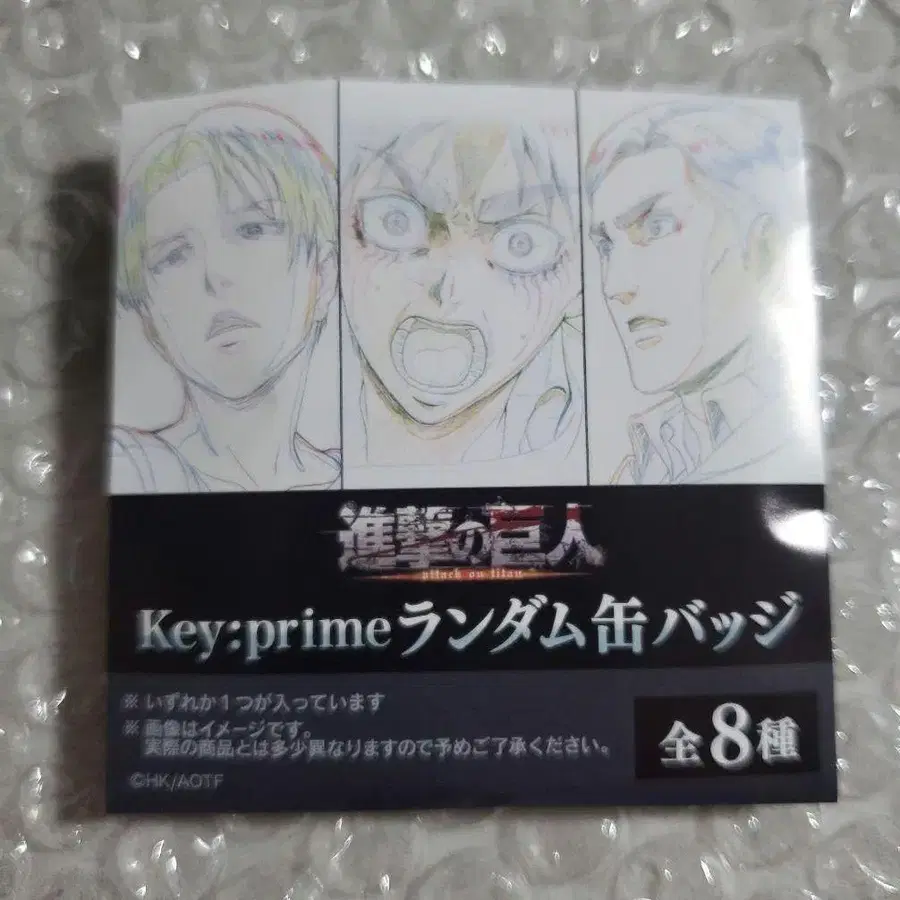 進撃の巨人
attack on titan
Key:primeランダム缶バッジ
※ いずれか1つが入っています
※ 画像はイメージです。
実際の商品とは多少異なりますので予めご了承ください。
全8種
©HK/AOTF